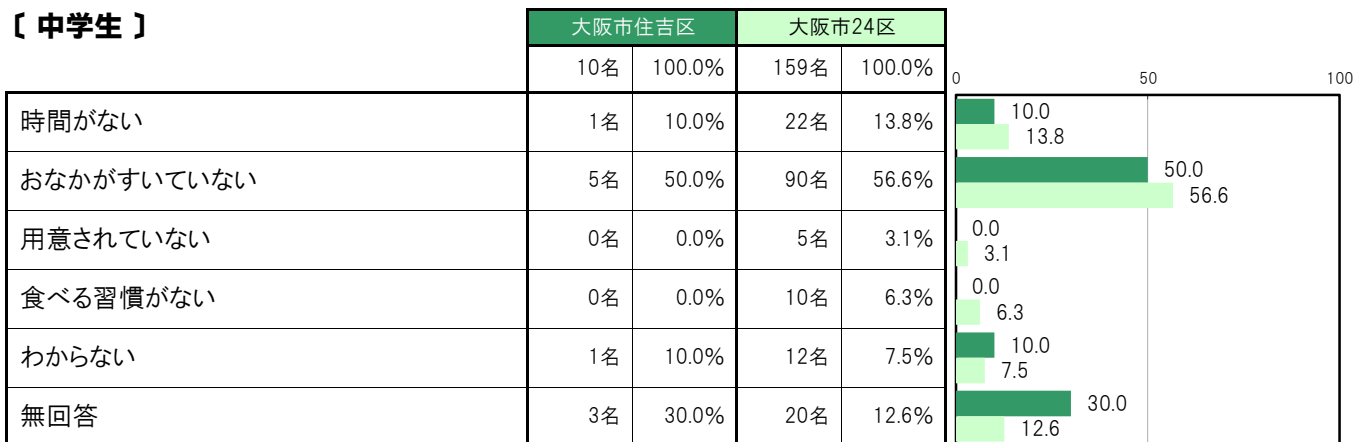 〔 中学生 〕
大阪市住吉区 大阪市24区
10名 100.0% 159名 100.0%
0 50 100
時間がない 1名 10.0% 22名 13.8%
10.0
13.8
おなかがすいていない 5名 50.0% 90名 56.6%
50.0
56.6
用意されていない 0名 0.0% 5名 3.1%
0.0
3.1
食べる習慣がない 0名 0.0% 10名 6.3%
0.0
6.3
わからない 1名 10.0% 12名 7.5%
10.0
7.5
無回答 3名 30.0% 20名 12.6%
30.0
12.6